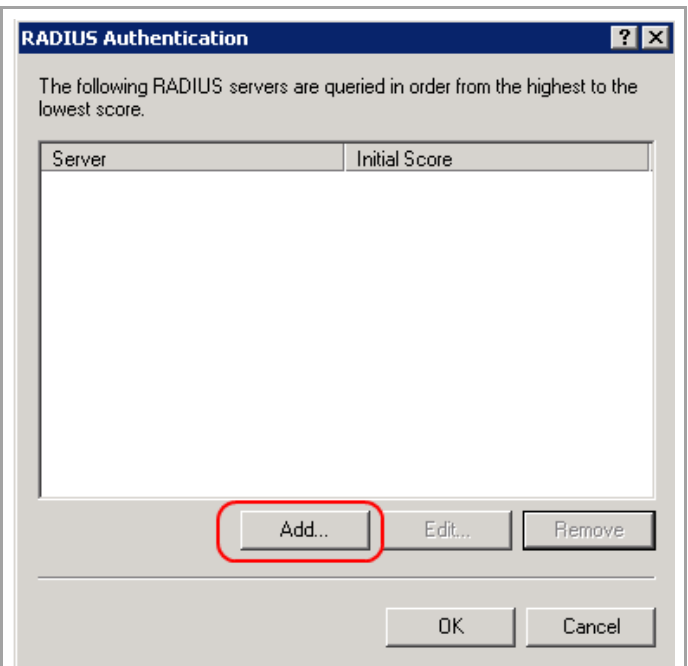 RADIUS Authentication
The following RADIUS servers are queried in order from the highest to the
lowest score.
Server Initial Score
Add... Edit... Remove
OK Cancel